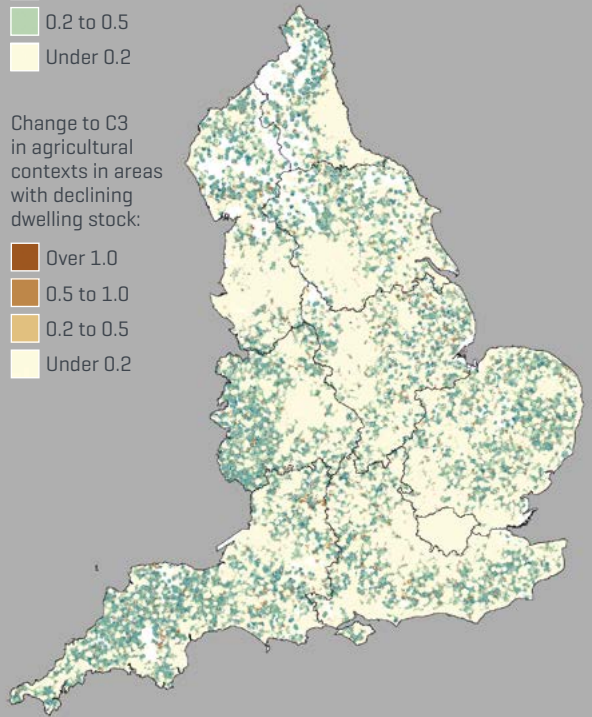 0.2 to 0.5
Under 0.2
Change to C3
in agricultural
contexts in areas
with declining
dwelling stock:
Over 1.0
0.5 to 1.0
0.2 to 0.5
Under 0.2